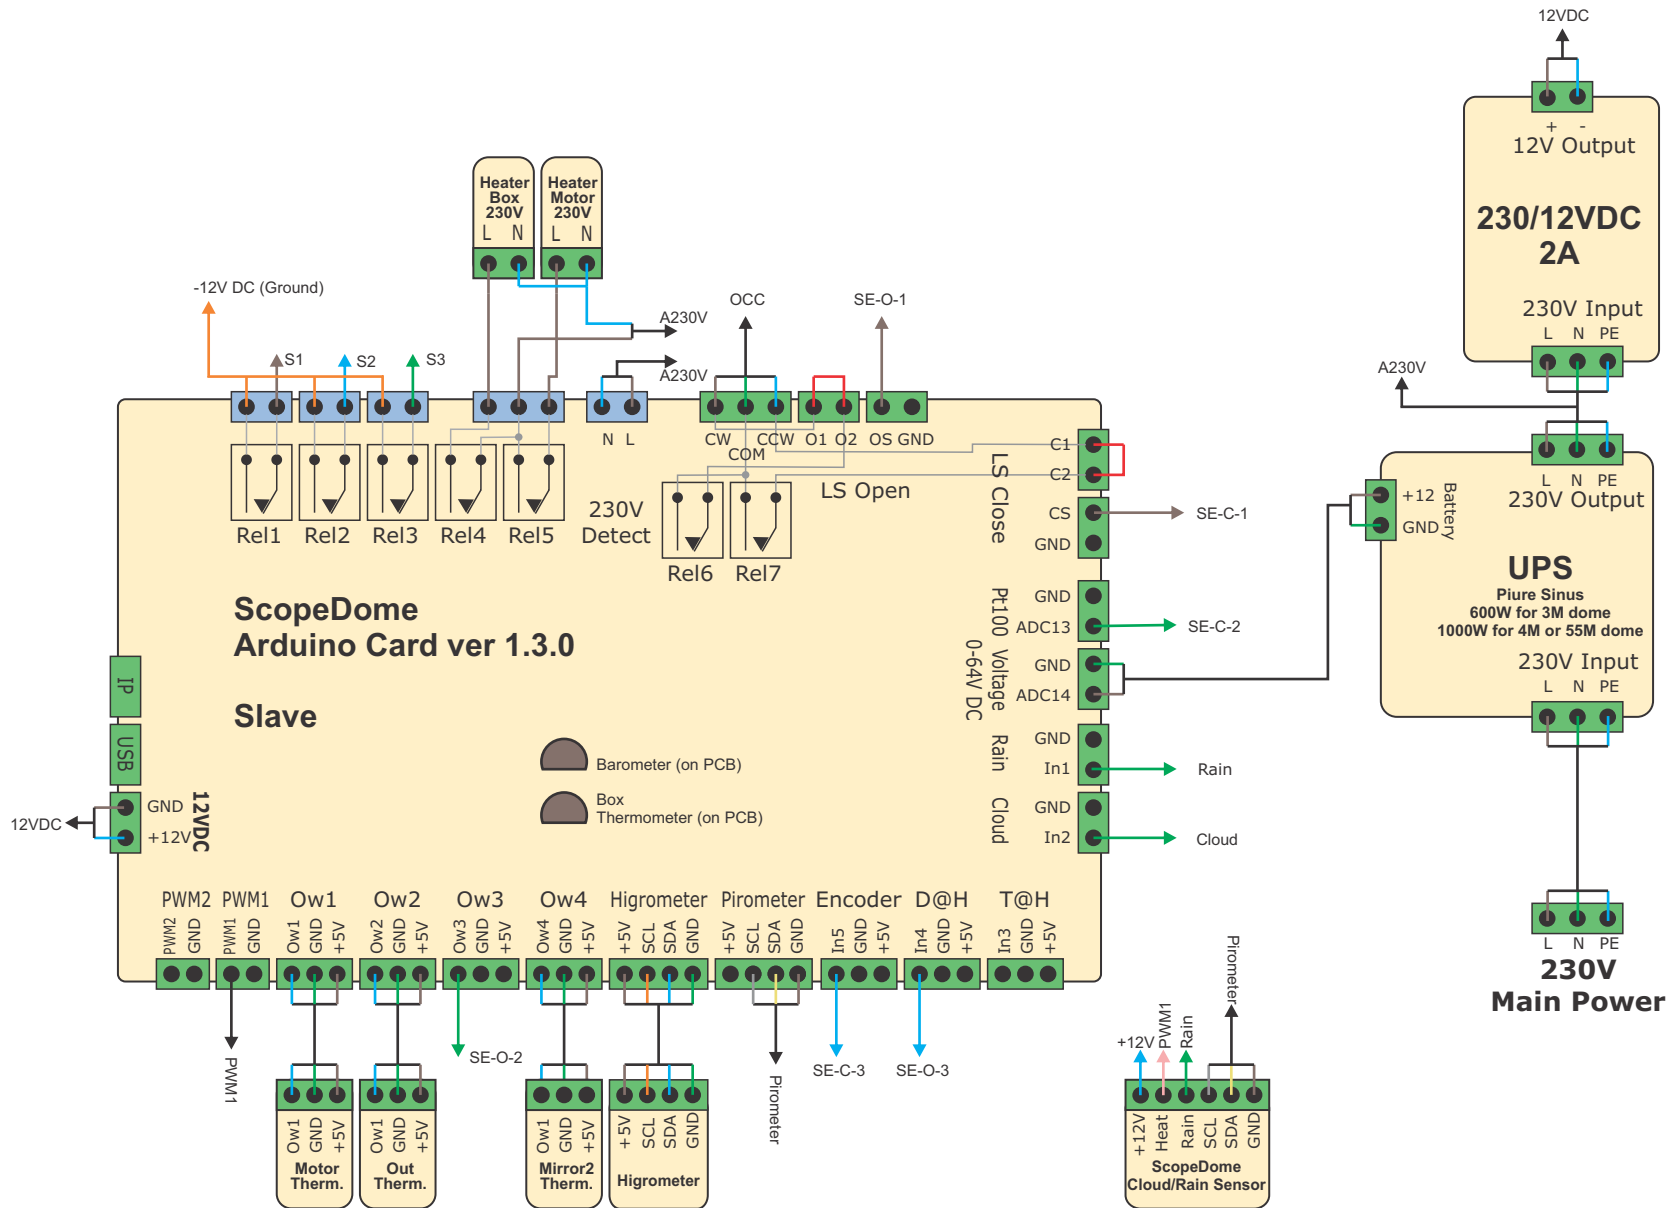 12VDC
+ -
12V Output
230/12VDC
2A
230V Input
L N PE
A230V
L N PE
230V Output
+12
GND
Battery
UPS
Piure Sinus
600W for 3M dome
1000W for 4M or 55M dome
230V Input
L N PE
L N PE
230V
Main Power
Heater
Box
230V
L N
Heater
Motor
230V
L N
-12V DC (Ground)
S1
S2
S3
A230V
A230V
OCC
SE-O-1
N L
CW
COM
CCW
O1 O2
OS GND
LS Open
230V
Detect
Rel1
Rel2
Rel3
Rel4
Rel5
Rel6
Rel7
C1
C2
LS Close
CS
GND
SE-C-1
GND
ADC13
Pt100
SE-C-2
GND
ADC14
Voltage
0-64V DC
GND
In1
Rain
Rain
GND
In2
Cloud
Cloud
ScopeDome
Arduino Card ver 1.3.0
Slave
Barometer (on PCB)
Box
Thermometer (on PCB)
IP
USB
12VDC
GND
+12V
12VDC
PWM2
PWM1
Ow1
Ow2
Ow3
Ow4
Higrometer
Pirometer
Encoder
D@H
T@H
PWM2
GND
PWM1
GND
Ow1
GND
+5V
Ow2
GND
+5V
Ow3
GND
+5V
Ow4
GND
+5V
+5V
SCL
SDA
GND
+5V
SCL
SDA
GND
In5
GND
+5V
In4
GND
+5V
In3
GND
+5V
PWM1
SE-O-2
Pirometer
SE-C-3
SE-O-3
Ow1
GND
+5V
Motor
Therm.
Ow1
GND
+5V
Out
Therm.
Ow1
GND
+5V
Mirror2
Therm.
+5V
SCL
SDA
GND
Higrometer
+12V
PWM1
Rain
Pirometer
+12V
Heat
Rain
SCL
SDA
GND
ScopeDome
Cloud/Rain Sensor